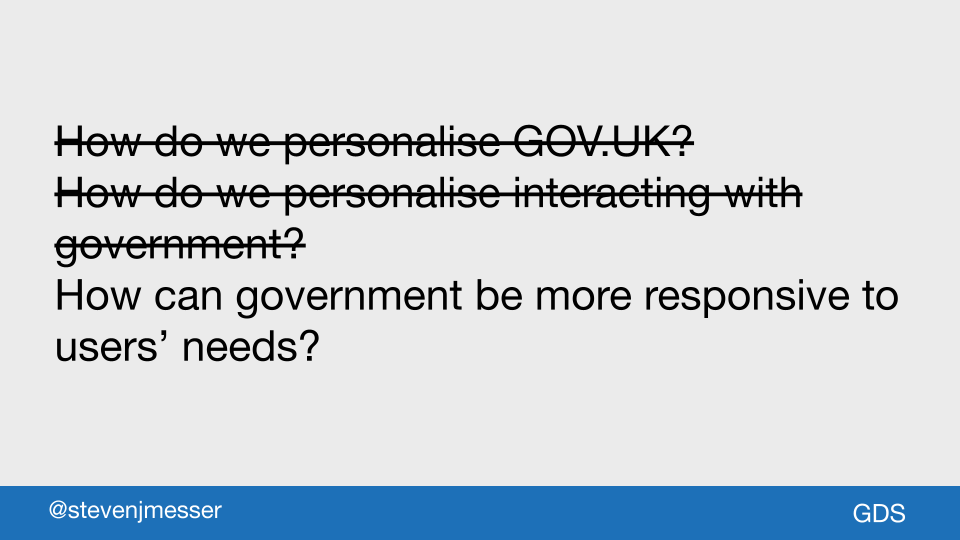 How do we personalise GOV.UK?
How do we personalise interacting with
government?
How can government be more responsive to
users’ needs?
@stevenjmesser
GDS